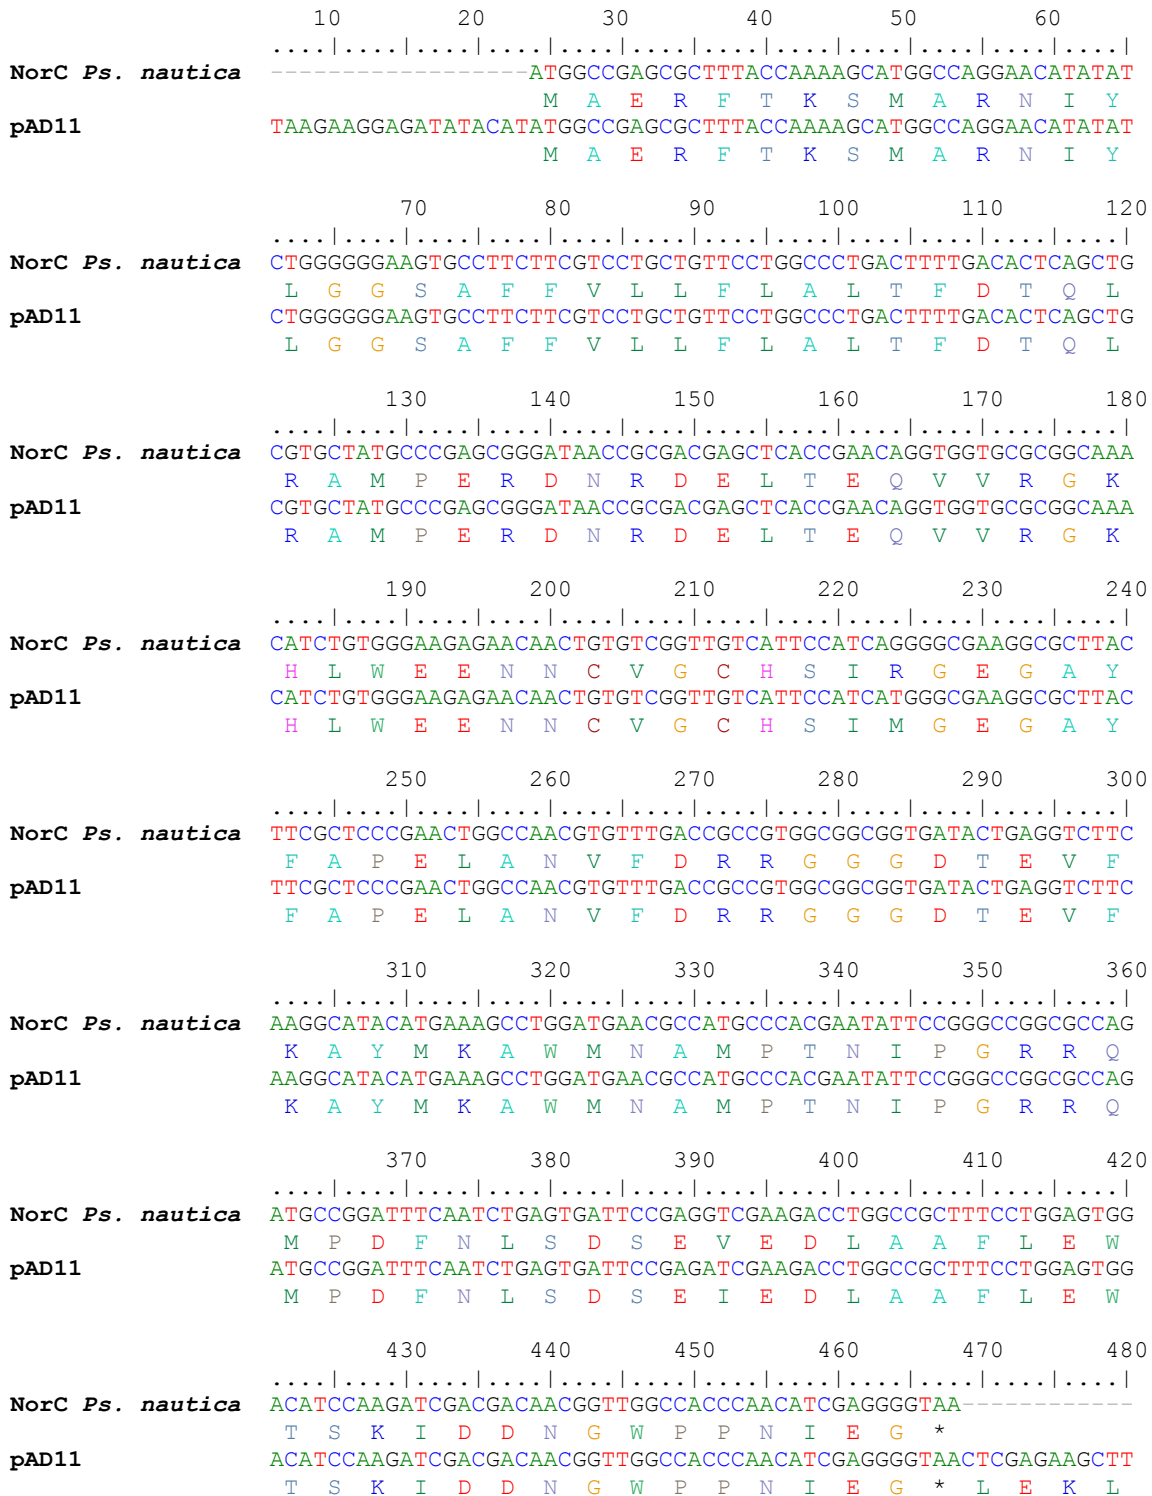 10 20 30 40 50 60
....|....|....|....|....|....|....|....|....|....|....|....|
NorC Ps. nautica ------------------ATGGCCGAGCGCTTTACCAAAAGCATGGCCAGGAACATATAT
M A E R F T K S M A R N I Y
pAD11 TAAGAAGGAGATATACATATGGCCGAGCGCTTTACCAAAAGCATGGCCAGGAACATATAT
M A E R F T K S M A R N I Y
70 80 90 100 110 120
....|....|....|....|....|....|....|....|....|....|....|....|
NorC Ps. nautica CTGGGGGGAAGTGCCTTCTTCGTCCTGCTGTTCCTGGCCCTGACTTTTGACACTCAGCTG
L G G S A F F V L L F L A L T F D T Q L
pAD11 CTGGGGGGAAGTGCCTTCTTCGTCCTGCTGTTCCTGGCCCTGACTTTTGACACTCAGCTG
L G G S A F F V L L F L A L T F D T Q L
130 140 150 160 170 180
....|....|....|....|....|....|....|....|....|....|....|....|
NorC Ps. nautica CGTGCTATGCCCGAGCGGGATAACCGCGACGAGCTCACCGAACAGGTGGTGCGCGGCAAA
R A M P E R D N R D E L T E Q V V R G K
pAD11 CGTGCTATGCCCGAGCGGGATAACCGCGACGAGCTCACCGAACAGGTGGTGCGCGGCAAA
R A M P E R D N R D E L T E Q V V R G K
190 200 210 220 230 240
....|....|....|....|....|....|....|....|....|....|....|....|
NorC Ps. nautica CATCTGTGGGAAGAGAACAACTGTGTCGGTTGTCATTCCATCAGGGGCGAAGGCGCTTAC
H L W E E N N C V G C H S I R G E G A Y
pAD11 CATCTGTGGGAAGAGAACAACTGTGTCGGTTGTCATTCCATCATGGGCGAAGGCGCTTAC
H L W E E N N C V G C H S I M G E G A Y
250 260 270 280 290 300
....|....|....|....|....|....|....|....|....|....|....|....|
NorC Ps. nautica TTCGCTCCCGAACTGGCCAACGTGTTTGACCGCCGTGGCGGCGGTGATACTGAGGTCTTC
F A P E L A N V F D R R G G G D T E V F
pAD11 TTCGCTCCCGAACTGGCCAACGTGTTTGACCGCCGTGGCGGCGGTGATACTGAGGTCTTC
F A P E L A N V F D R R G G G D T E V F
310 320 330 340 350 360
....|....|....|....|....|....|....|....|....|....|....|....|
NorC Ps. nautica AAGGCATACATGAAAGCCTGGATGAACGCCATGCCCACGAATATTCCGGGCCGGCGCCAG
K A Y M K A W M N A M P T N I P G R R Q
pAD11 AAGGCATACATGAAAGCCTGGATGAACGCCATGCCCACGAATATTCCGGGCCGGCGCCAG
K A Y M K A W M N A M P T N I P G R R Q
370 380 390 400 410 420
....|....|....|....|....|....|....|....|....|....|....|....|
NorC Ps. nautica ATGCCGGATTTCAATCTGAGTGATTCCGAGGTCGAAGACCTGGCCGCTTTCCTGGAGTGG
M P D F N L S D S E V E D L A A F L E W
pAD11 ATGCCGGATTTCAATCTGAGTGATTCCGAGATCGAAGACCTGGCCGCTTTCCTGGAGTGG
M P D F N L S D S E I E D L A A F L E W
430 440 450 460 470 480
....|....|....|....|....|....|....|....|....|....|....|....|
NorC Ps. nautica ACATCCAAGATCGACGACAACGGTTGGCCACCCAACATCGAGGGGTAA------------
T S K I D D N G W P P N I E G *
pAD11 ACATCCAAGATCGACGACAACGGTTGGCCACCCAACATCGAGGGGTAACTCGAGAAGCTT
T S K I D D N G W P P N I E G * L E K L